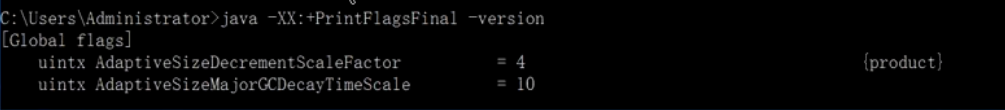 C:\Users\Administrator>java -XX:+PrintFlagsFinal -version
[Global flags]
uintx AdaptiveSizeDecrementScaleFactor = 4 {product}
uintx AdaptiveSizeMajorGCDecayTimeScale = 10